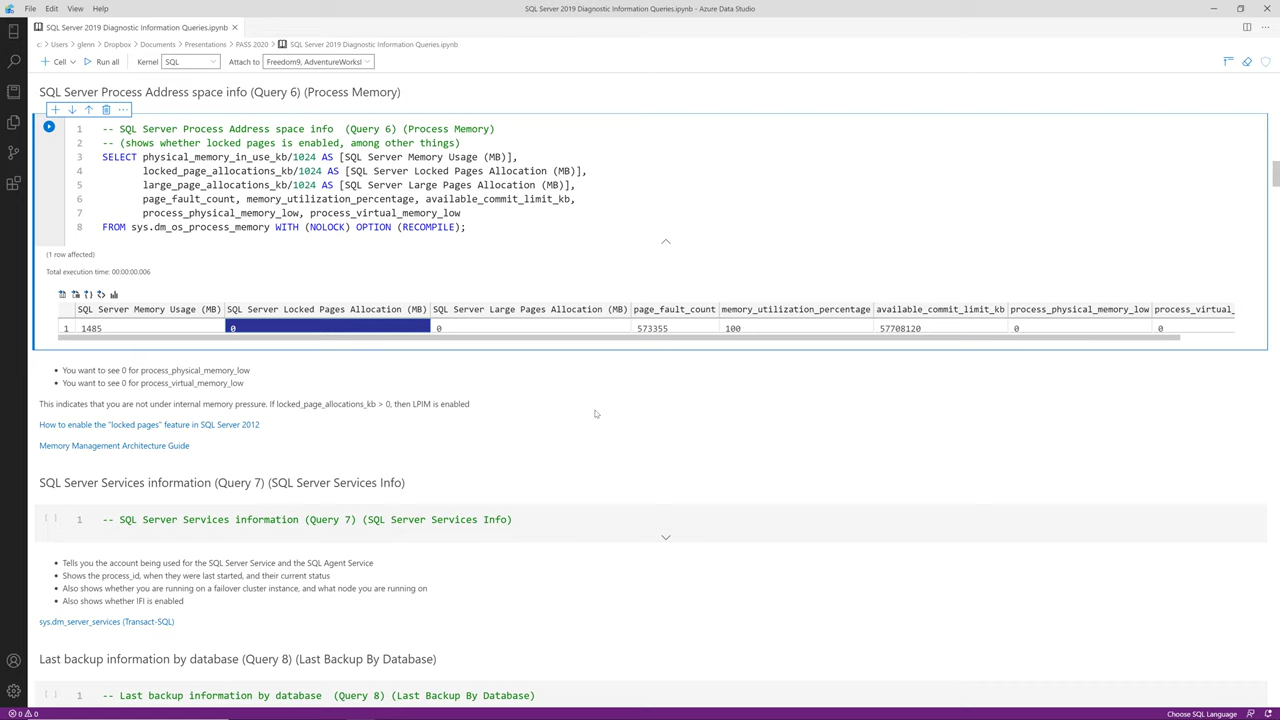 File Edit View Help
SQL Server 2019 Diagnostic Information Queries.ipynb - Azure Data Studio
SQL Server 2019 Diagnostic Information Queries.ipynb
c: > Users > glenn > Dropbox > Documents > Presentations > PASS 2020 > SQL Server 2019 Diagnostic Information Queries.ipynb
Cell Run all Kernel SQL Attach to Freedom9, AdventureWorksl
SQL Server Process Address space info (Query 6) (Process Memory)
1 -- SQL Server Process Address space info  (Query 6) (Process Memory)
2 -- (shows whether locked pages is enabled, among other things)
3 SELECT physical_memory_in_use_kb/1024 AS [SQL Server Memory Usage (MB)],
4 locked_page_allocations_kb/1024 AS [SQL Server Locked Pages Allocation (MB)],
5 large_page_allocations_kb/1024 AS [SQL Server Large Pages Allocation (MB)],
6 page_fault_count, memory_utilization_percentage, available_commit_limit_kb,
7 process_physical_memory_low, process_virtual_memory_low
8 FROM sys.dm_os_process_memory WITH (NOLOCK) OPTION (RECOMPILE);
(1 row affected)
Total execution time: 00:00:00.006
SQL Server Memory Usage (MB) SQL Server Locked Pages Allocation (MB) SQL Server Large Pages Allocation (MB) page_fault_count memory_utilization_percentage available_commit_limit_kb process_physical_memory_low process_virtual_
1 1485 0 0 573355 100 57708120 0 0
• You want to see 0 for process_physical_memory_low
• You want to see 0 for process_virtual_memory_low
This indicates that you are not under internal memory pressure. If locked_page_allocations_kb > 0, then LPIM is enabled
How to enable the "locked pages" feature in SQL Server 2012
Memory Management Architecture Guide
SQL Server Services information (Query 7) (SQL Server Services Info)
[ ] 1 -- SQL Server Services information (Query 7) (SQL Server Services Info)
• Tells you the account being used for the SQL Server Service and the SQL Agent Service
• Shows the process_id, when they were last started, and their current status
• Also shows whether you are running on a failover cluster instance, and what node you are running on
• Also shows whether IFI is enabled
sys.dm_server_services (Transact-SQL)
Last backup information by database (Query 8) (Last Backup By Database)
[ ] 1 -- Last backup information by database  (Query 8) (Last Backup By Database)
0 0 Choose SQL Language